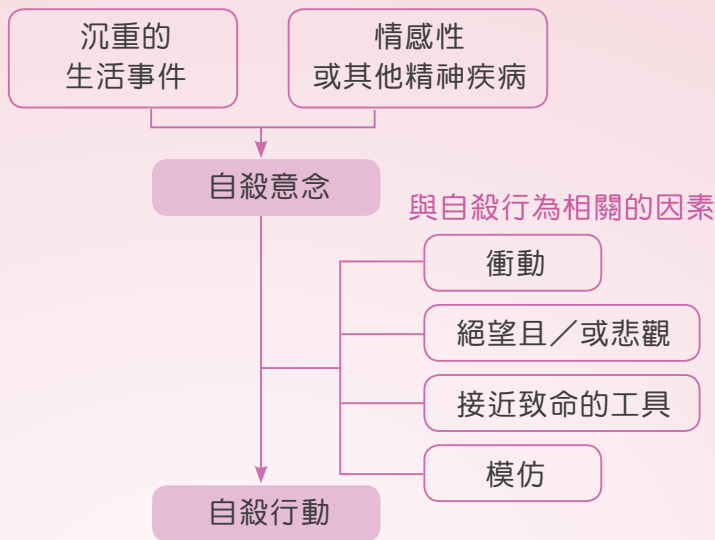 沉重的
生活事件
情感性
或其他精神疾病
自殺意念
與自殺行為相關的因素
衝動
絕望且／或悲觀
接近致命的工具
模仿
自殺行動